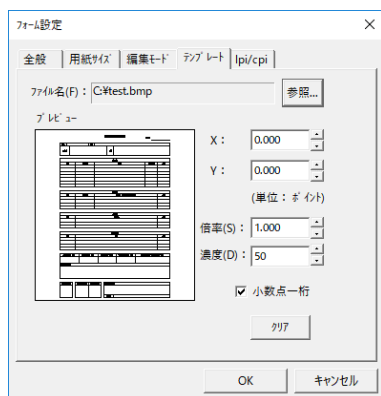 ﾌｫｰﾑ設定
全般 用紙ｻｲｽﾞ 編集ﾓｰﾄﾞ ﾃﾝﾌﾟﾚｰﾄ lpi/cpi
ﾌｧｲﾙ名(F)： C:¥test.bmp 参照...
ﾌﾟﾚﾋﾞｭｰ
X： 0.000
Y： 0.000
(単位：ﾎﾟｲﾝﾄ)
倍率(S)： 1.000
濃度(D)： 50
小数点一桁
ｸﾘｱ
OK キャンセル